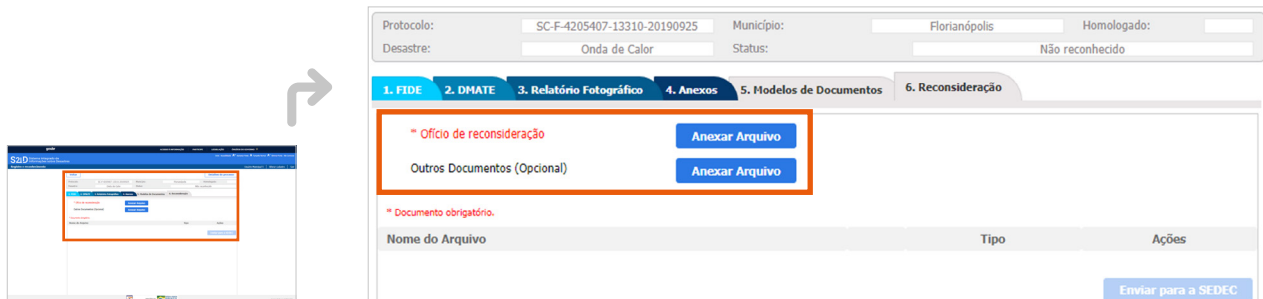 S2iD
Protocolo: SC-F-4205407-13310-20190925 Município: Florianópolis Homologado:
Desastre: Onda de Calor Status: Não reconhecido
1. FIDE 2. DMATE 3. Relatório Fotográfico 4. Anexos 5. Modelos de Documentos 6. Reconsideração
* Ofício de reconsideração Anexar Arquivo
Outros Documentos (Opcional) Anexar Arquivo
* Documento obrigatório.
Nome do Arquivo Tipo Ações
Enviar para a SEDEC